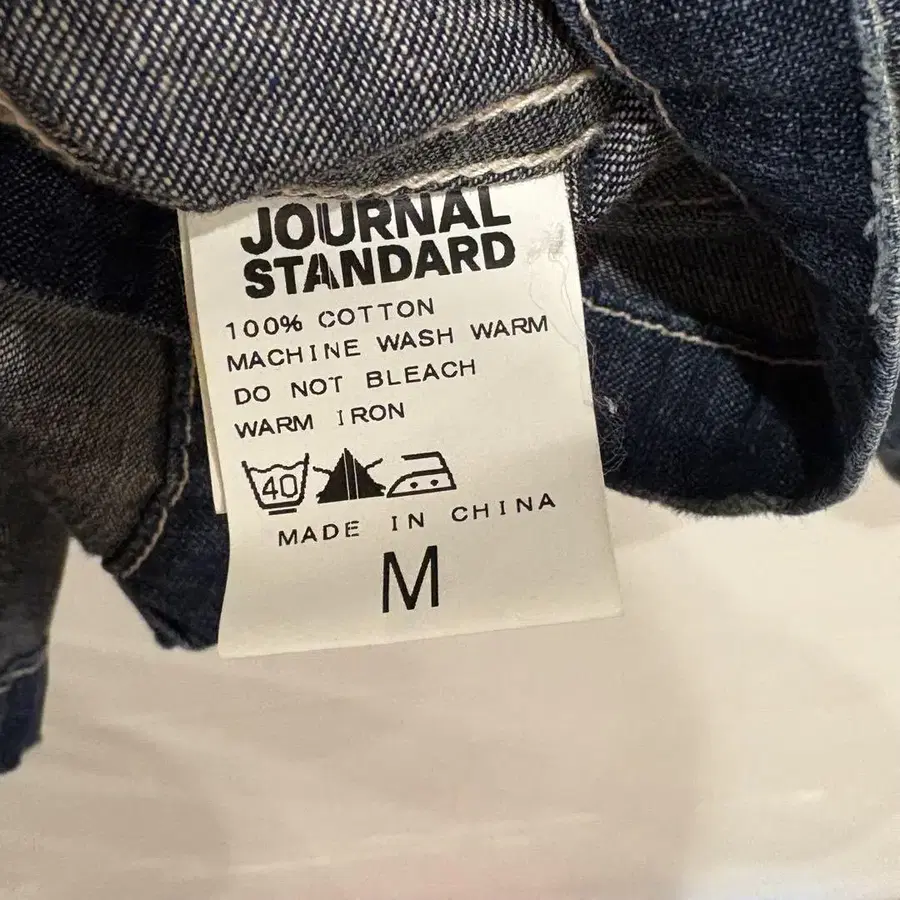 JOURNAL
STANDARD
100% COTTON
MACHINE WASH WARM
DO NOT BLEACH
WARM IRON
40
MADE IN CHINA
M